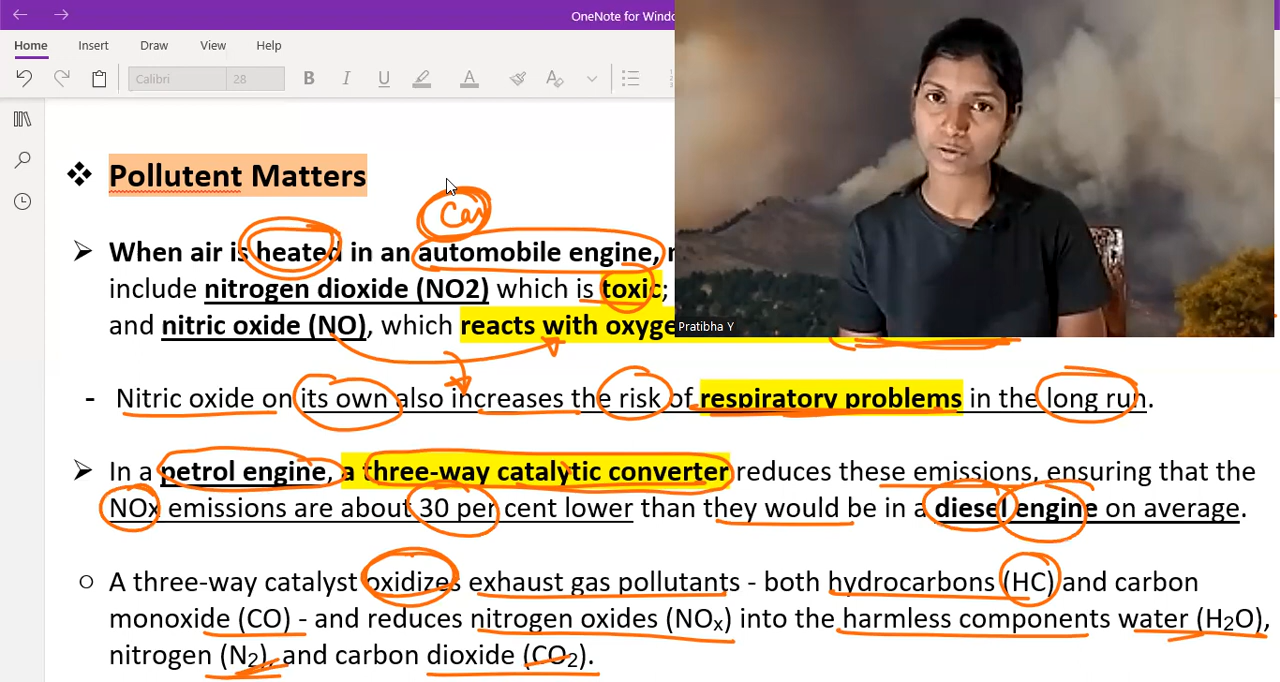 OneNote for Windo
Home Insert Draw View Help
Calibri 28 B I U A A
Pollutent Matters
Car
When air is heated in an automobile engine,
include nitrogen dioxide (NO2) which is toxic;
and nitric oxide (NO), which reacts with oxyge
Pratibha Y
- Nitric oxide on its own also increases the risk of respiratory problems in the long run.
In a petrol engine, a three-way catalytic converter reduces these emissions, ensuring that the
NOx emissions are about 30 per cent lower than they would be in a diesel engine on average.
A three-way catalyst oxidizes exhaust gas pollutants - both hydrocarbons (HC) and carbon
monoxide (CO) - and reduces nitrogen oxides (NOx) into the harmless components water (H2O),
nitrogen (N2), and carbon dioxide (CO2).